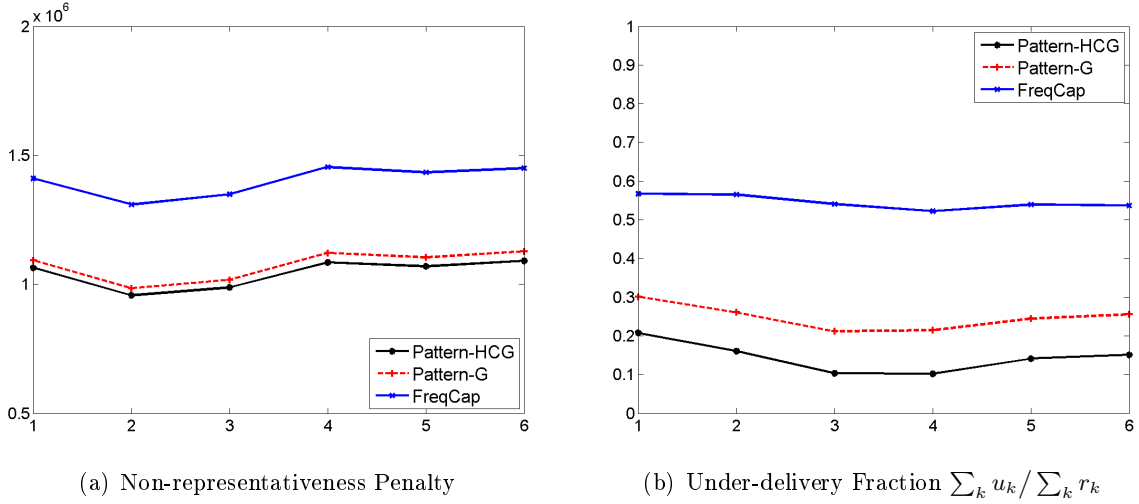 x 10^6
2
1.5
1
0.5
1 2 3 4 5 6
Pattern-HCG
Pattern-G
FreqCap
(a) Non-representativeness Penalty
1
0.9
0.8
0.7
0.6
0.5
0.4
0.3
0.2
0.1
0
1 2 3 4 5 6
Pattern-HCG
Pattern-G
FreqCap
(b) Under-delivery Fraction ∑_k u_k / ∑_k r_k